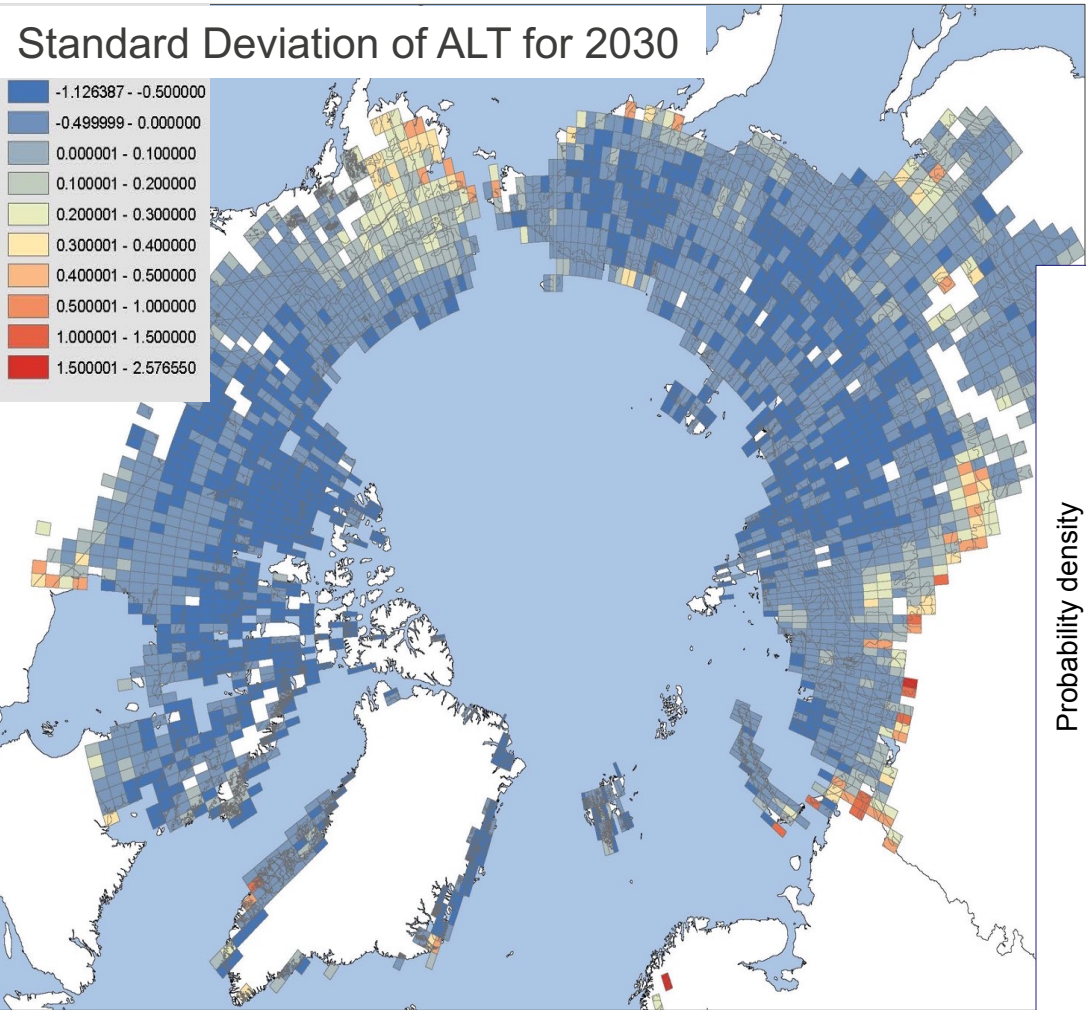 Standard Deviation of ALT for 2030
-1.126387 - -0.500000
-0.499999 - 0.000000
0.000001 - 0.100000
0.100001 - 0.200000
0.200001 - 0.300000
0.300001 - 0.400000
0.400001 - 0.500000
0.500001 - 1.000000
1.000001 - 1.500000
1.500001 - 2.576550
Probability density